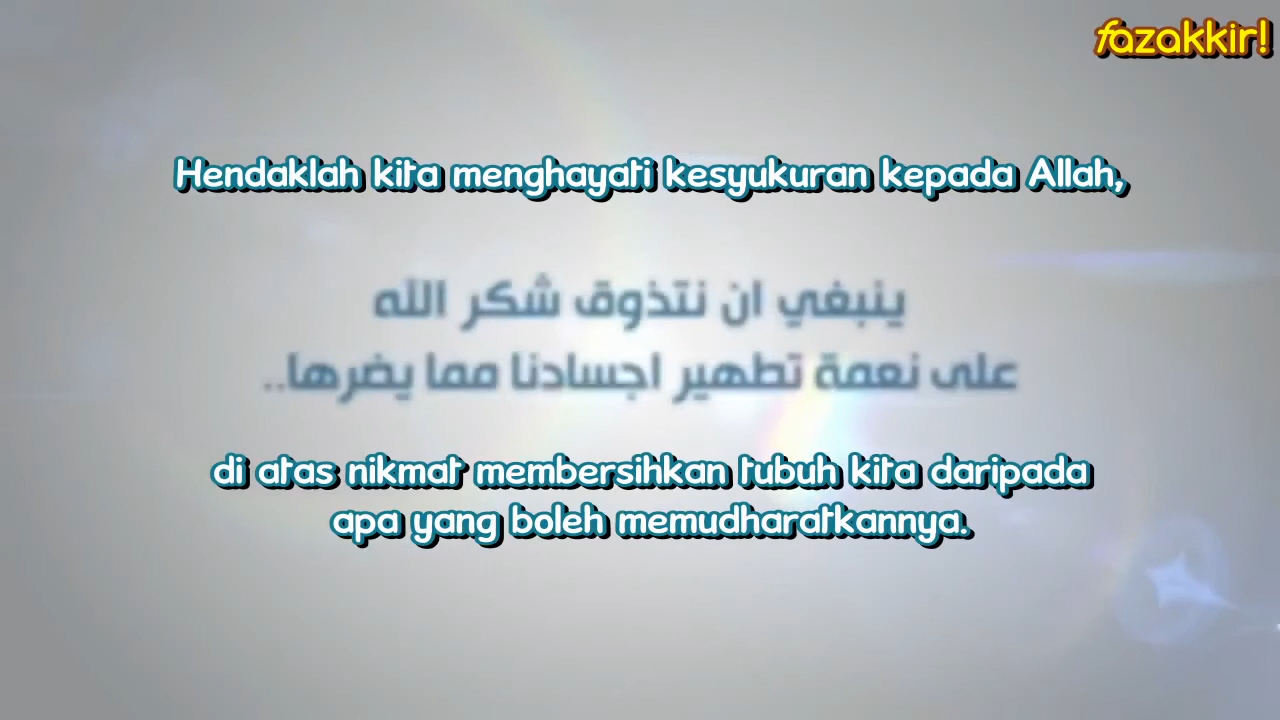 fazakkir!
Hendaklah kita menghayati kesyukuran kepada Allah,
ينبغي ان نتذوق شكر الله
على نعمة تطهير اجسادنا مما يضرها..
di atas nikmat membersihkan tubuh kita daripada
apa yang boleh memudharatkannya.